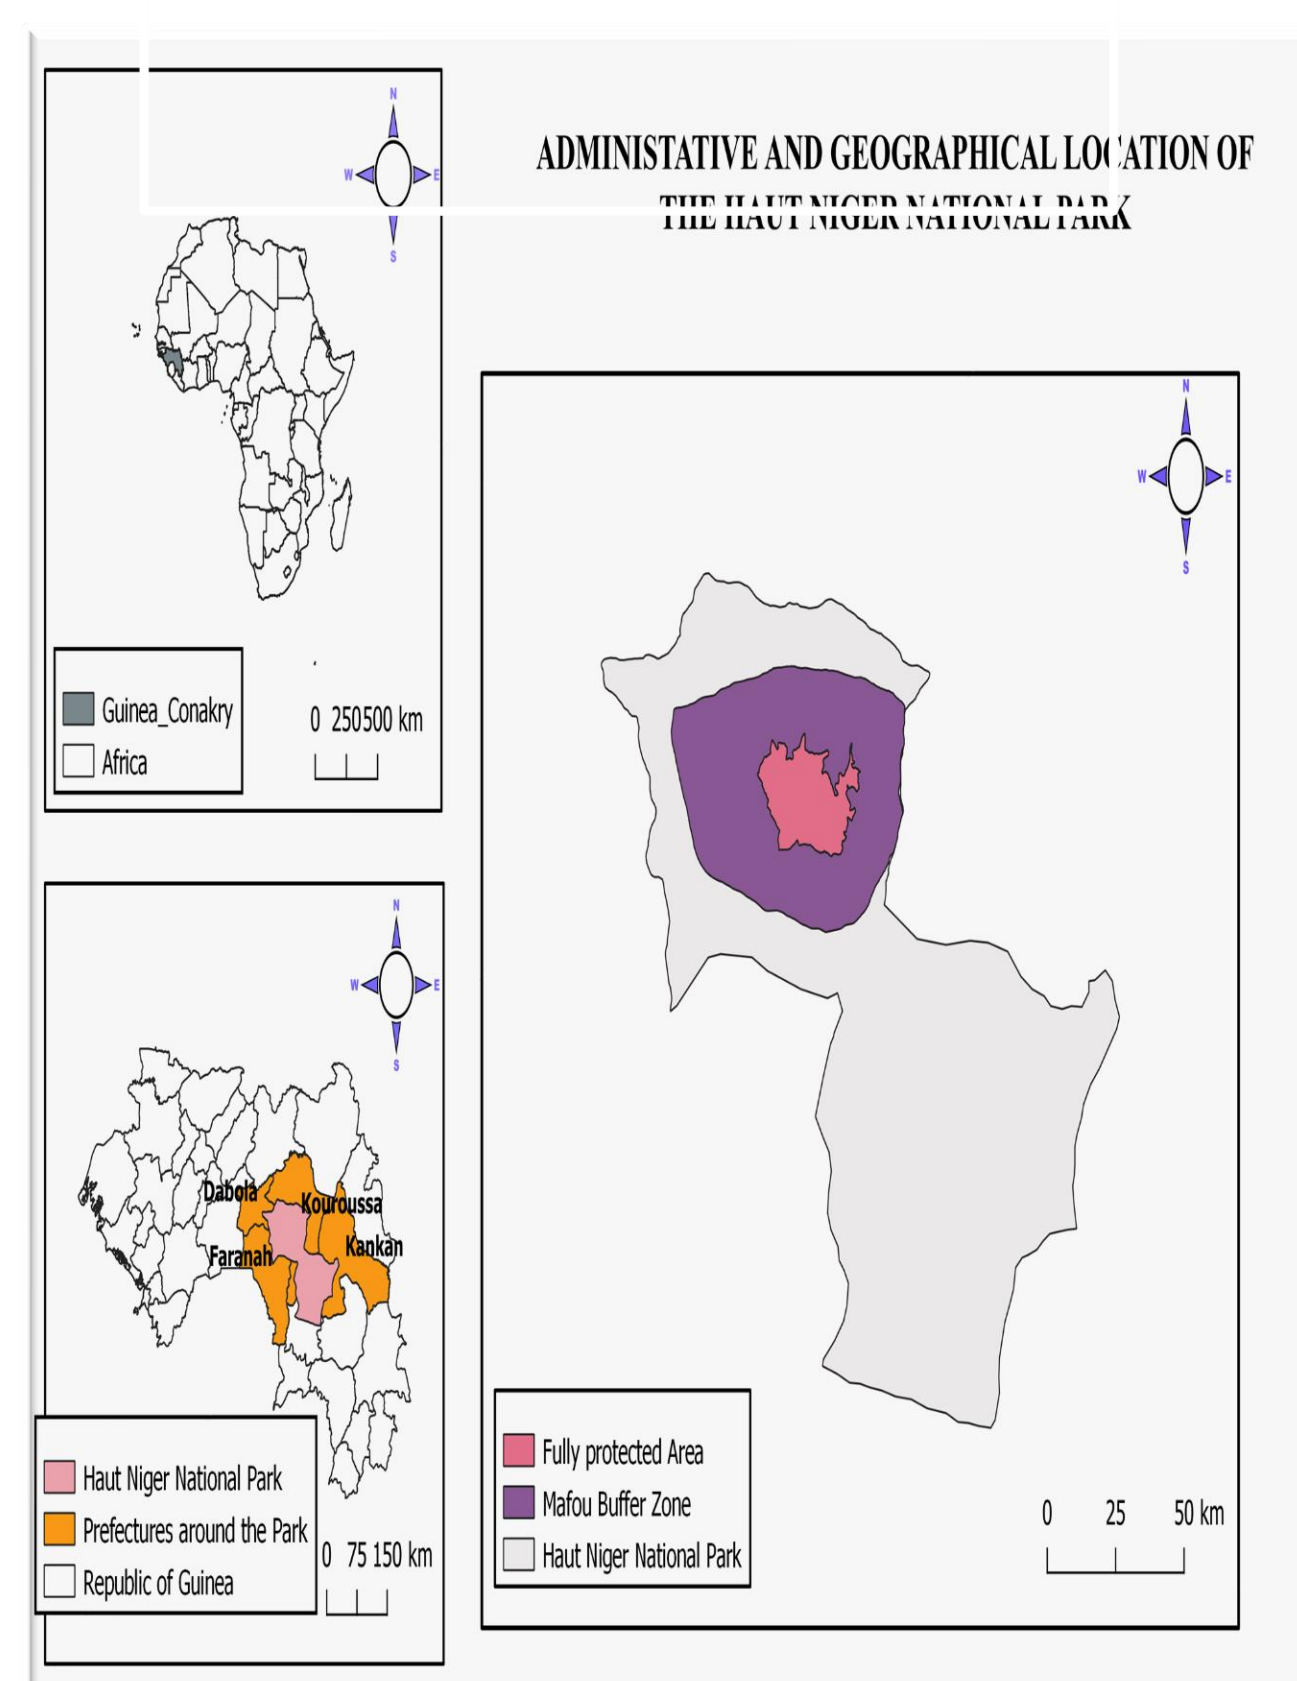 ADMINISTATIVE AND GEOGRAPHICAL LOCATION OF
THE HAUT NIGER NATIONAL PARK
N
W E
S
Guinea_Conakry
Africa
0 250500 km
N
W E
S
Dabola
Kouroussa
Faranah
Kankan
Haut Niger National Park
Prefectures around the Park
Republic of Guinea
0 75 150 km
N
W E
S
Fully protected Area
Mafou Buffer Zone
Haut Niger National Park
0 25 50 km